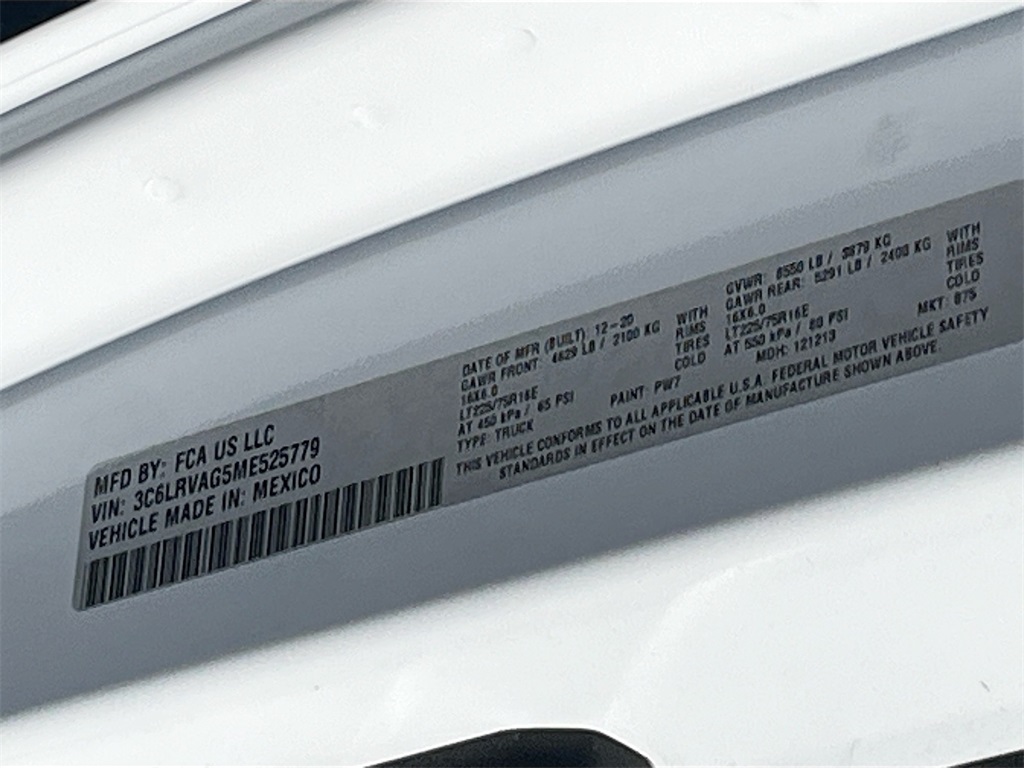 MFD BY: FCA US LLC
VIN: 3C6LRVAG5ME525779
VEHICLE MADE IN: MEXICO
DATE OF MFR (BUILT): 12-20
GAWR FRONT: 4629 LB / 2100 KG
16X6.0
LT225/75R16E
AT 450 kPa / 65 PSI
TYPE: TRUCK
WITH
RIMS
TIRES
COLD
PAINT: PW7
GVWR: 8550 LB / 3879 KG
GAWR REAR: 5291 LB / 2400 KG
16X6.0
LT225/75R16E
AT 550 kPa / 80 PSI
MDH: 121213
WITH
RIMS
TIRES
COLD
MKT: 875
THIS VEHICLE CONFORMS TO ALL APPLICABLE U.S.A. FEDERAL MOTOR VEHICLE SAFETY
STANDARDS IN EFFECT ON THE DATE OF MANUFACTURE SHOWN ABOVE.